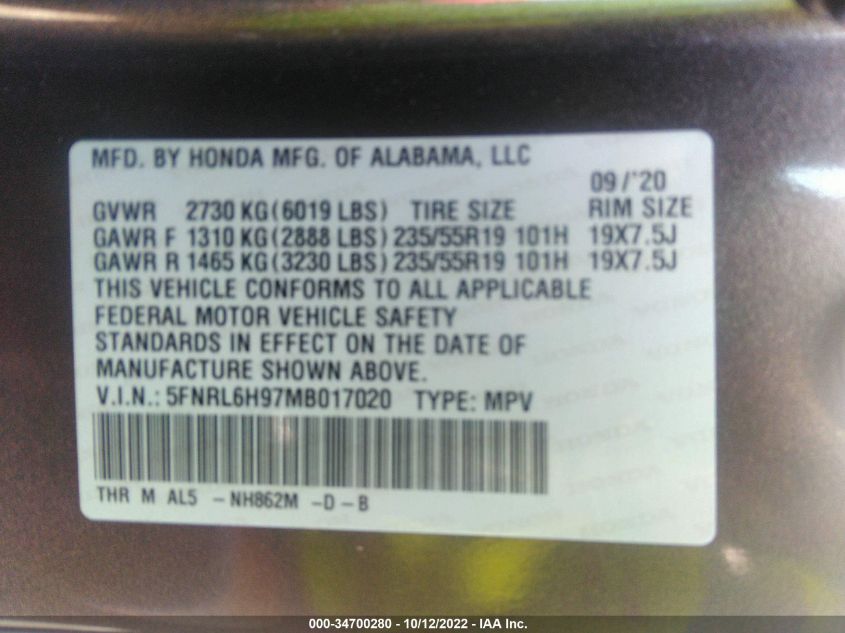 MFD. BY HONDA MFG. OF ALABAMA, LLC
09/'20
GVWR 2730 KG(6019 LBS) TIRE SIZE RIM SIZE
GAWR F 1310 KG(2888 LBS) 235/55R19 101H 19X7.5J
GAWR R 1465 KG(3230 LBS) 235/55R19 101H 19X7.5J
THIS VEHICLE CONFORMS TO ALL APPLICABLE
FEDERAL MOTOR VEHICLE SAFETY
STANDARDS IN EFFECT ON THE DATE OF
MANUFACTURE SHOWN ABOVE.
V.I.N.: 5FNRL6H97MB017020 TYPE: MPV
THR M AL5 -NH862M -D-B
000-34700280 - 10/12/2022 - IAA Inc.